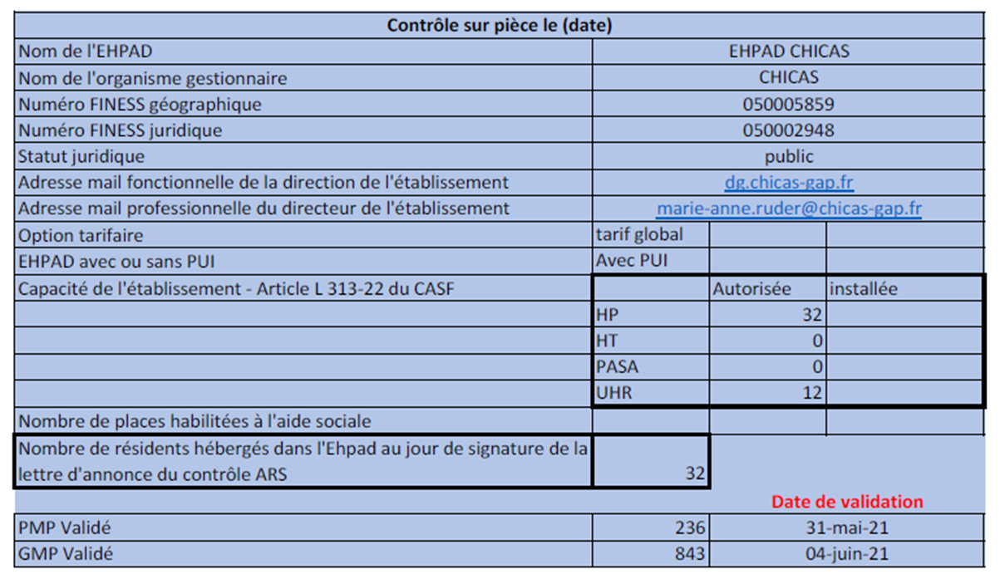 Contrôle sur pièce le (date)
Nom de l'EHPAD EHPAD CHICAS
Nom de l'organisme gestionnaire CHICAS
Numéro FINESS géographique 050005859
Numéro FINESS juridique 050002948
Statut juridique public
Adresse mail fonctionnelle de la direction de l'établissement dg.chicas-gap.fr
Adresse mail professionnelle du directeur de l'établissement marie-anne.ruder@chicas-gap.fr
Option tarifaire tarif global
EHPAD avec ou sans PUI Avec PUI
Capacité de l'établissement - Article L 313-22 du CASF Autorisée installée
HP 32
HT 0
PASA 0
UHR 12
Nombre de places habilitées à l'aide sociale
Nombre de résidents hébergés dans l'Ehpad au jour de signature de la
lettre d'annonce du contrôle ARS 32
Date de validation
PMP Validé 236 31-mai-21
GMP Validé 843 04-juin-21